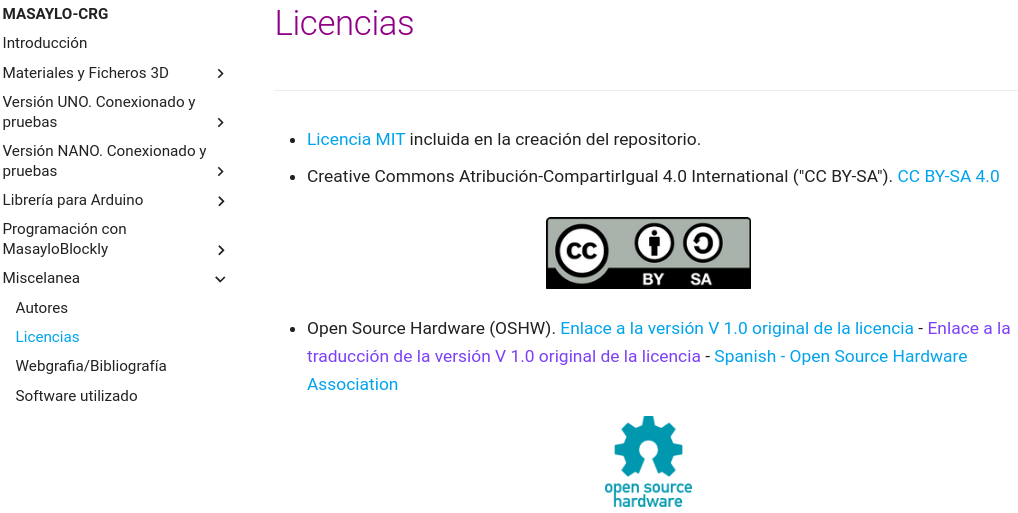 MASAYLO-CRG
Introducción
Materiales y Ficheros 3D
Versión UNO. Conexionado y
pruebas
Versión NANO. Conexionado y
pruebas
Librería para Arduino
Programación con
MasayloBlockly
Miscelanea
Autores
Licencias
Webgrafia/Bibliografía
Software utilizado
Licencias
Licencia MIT incluida en la creación del repositorio.
Creative Commons Atribución-CompartirIgual 4.0 International ("CC BY-SA"). CC BY-SA 4.0
cc
BY SA
Open Source Hardware (OSHW). Enlace a la versión V 1.0 original de la licencia - Enlace a la
traducción de la versión V 1.0 original de la licencia - Spanish - Open Source Hardware
Association
open source
hardware